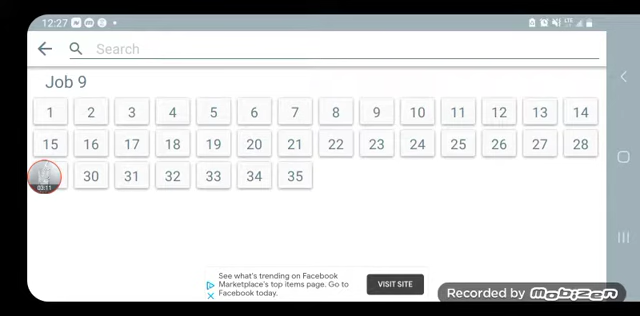 12:27
Search
Job 9
1 2 3 4 5 6 7 8 9 10 11 12 13 14
15 16 17 18 19 20 21 22 23 24 25 26 27 28
03:11 30 31 32 33 34 35
See what's trending on Facebook
Marketplace's top items page. Go to
Facebook today.
VISIT SITE
Recorded by MOBIZEN